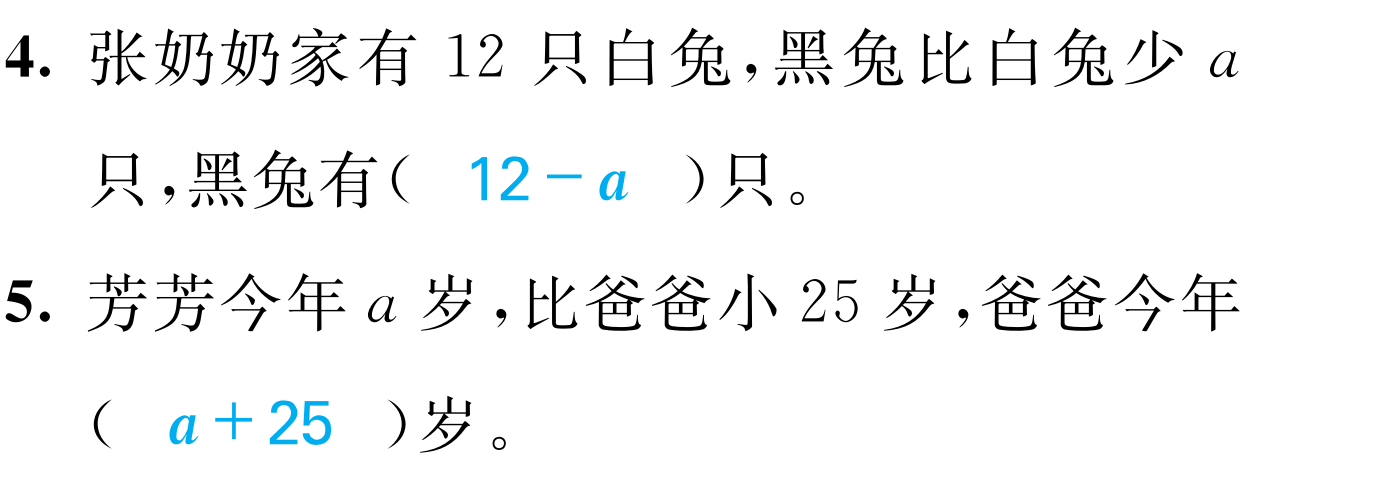 4. 张奶奶家有 12 只白兔,黑兔比白兔少 a
只,黑兔有( 12-a )只。
5. 芳芳今年 a 岁,比爸爸小 25 岁,爸爸今年
( a+25 )岁。